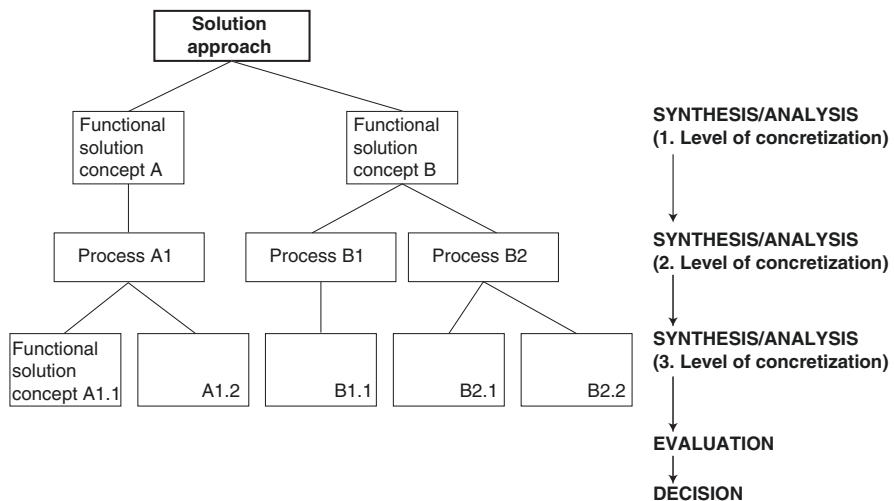 Solution
approach
Functional
solution
concept A
Functional
solution
concept B
SYNTHESIS/ANALYSIS
(1. Level of concretization)
Process A1
Process B1
Process B2
SYNTHESIS/ANALYSIS
(2. Level of concretization)
Functional
solution
concept A1.1
A1.2
B1.1
B2.1
B2.2
SYNTHESIS/ANALYSIS
(3. Level of concretization)
EVALUATION
DECISION